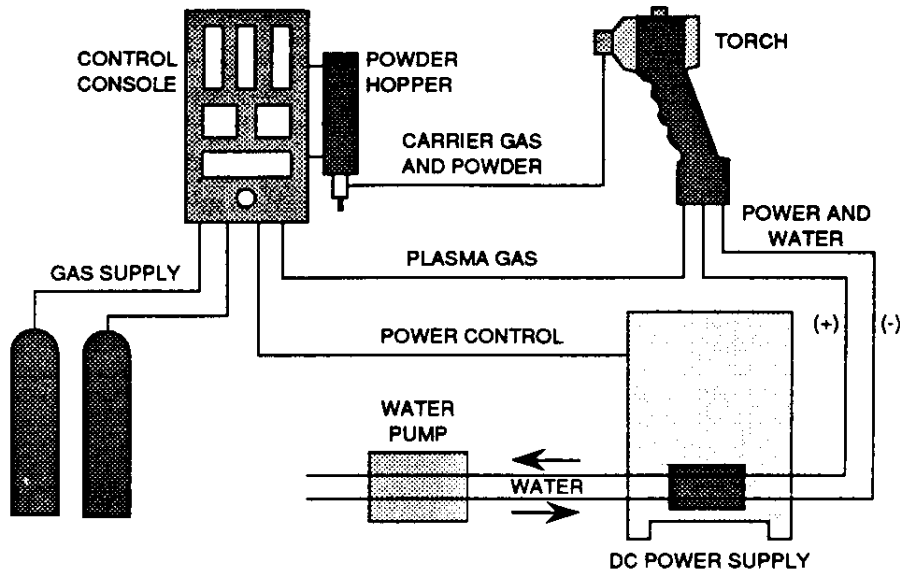 CONTROL
CONSOLE
POWDER
HOPPER
TORCH
CARRIER GAS
AND POWDER
POWER AND
WATER
GAS SUPPLY
PLASMA GAS
(+)
(-)
POWER CONTROL
WATER
PUMP
WATER
DC POWER SUPPLY